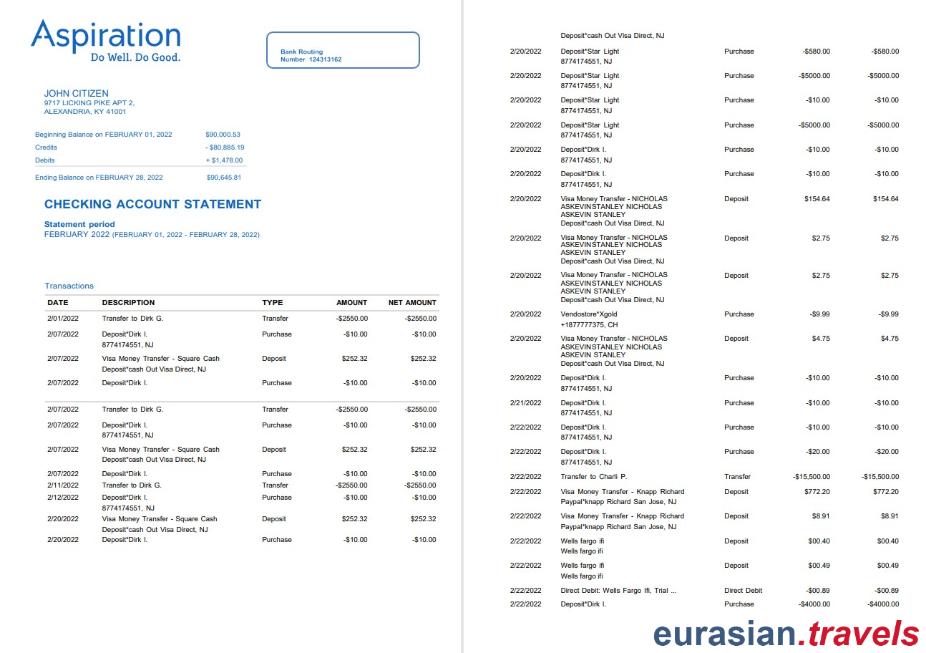 Aspiration
Do Well. Do Good.
Bank Routing
Number 124313162
JOHN CITIZEN
9717 LICKING PIKE APT 2,
ALEXANDRIA, KY 41001
Beginning Balance on FEBRUARY 01, 2022 $90,000.53
Credits - $80,885.19
Debits + $1,478.00
Ending Balance on FEBRUARY 28, 2022 $90,645.81
CHECKING ACCOUNT STATEMENT
Statement period
FEBRUARY 2022 (FEBRUARY 01, 2022 - FEBRUARY 28, 2022)
Transactions
DATE DESCRIPTION TYPE AMOUNT NET AMOUNT
2/01/2022 Transfer to Dirk G. Transfer -$2550.00 -$2550.00
2/07/2022 Deposit*Dirk I. Purchase -$10.00 -$10.00
8774174551, NJ
2/07/2022 Visa Money Transfer - Square Cash Deposit $252.32 $252.32
Deposit*cash Out Visa Direct, NJ
2/07/2022 Deposit*Dirk I. Purchase -$10.00 -$10.00
2/07/2022 Transfer to Dirk G. Transfer -$2550.00 -$2550.00
2/07/2022 Deposit*Dirk I. Purchase -$10.00 -$10.00
8774174551, NJ
2/07/2022 Visa Money Transfer - Square Cash Deposit $252.32 $252.32
Deposit*cash Out Visa Direct, NJ
2/07/2022 Deposit*Dirk I. Purchase -$10.00 -$10.00
2/11/2022 Transfer to Dirk G. Transfer -$2550.00 -$2550.00
2/12/2022 Deposit*Dirk I. Purchase -$10.00 -$10.00
8774174551, NJ
2/20/2022 Visa Money Transfer - Square Cash Deposit $252.32 $252.32
Deposit*cash Out Visa Direct, NJ
2/20/2022 Deposit*Dirk I. Purchase -$10.00 -$10.00
Deposit*cash Out Visa Direct, NJ
2/20/2022 Deposit*Star Light Purchase -$580.00 -$580.00
8774174551, NJ
2/20/2022 Deposit*Star Light Purchase -$5000.00 -$5000.00
8774174551, NJ
2/20/2022 Deposit*Star Light Purchase -$10.00 -$10.00
8774174551, NJ
2/20/2022 Deposit*Star Light Purchase -$5000.00 -$5000.00
8774174551, NJ
2/20/2022 Deposit*Dirk I. Purchase -$10.00 -$10.00
8774174551, NJ
2/20/2022 Deposit*Dirk I. Purchase -$10.00 -$10.00
8774174551, NJ
2/20/2022 Visa Money Transfer - NICHOLAS Deposit $154.64 $154.64
ASKEVINSTANLEY NICHOLAS
ASKEVIN STANLEY
Deposit*cash Out Visa Direct, NJ
2/20/2022 Visa Money Transfer - NICHOLAS Deposit $2.75 $2.75
ASKEVINSTANLEY NICHOLAS
ASKEVIN STANLEY
Deposit*cash Out Visa Direct, NJ
2/20/2022 Visa Money Transfer - NICHOLAS Deposit $2.75 $2.75
ASKEVINSTANLEY NICHOLAS
ASKEVIN STANLEY
Deposit*cash Out Visa Direct, NJ
2/20/2022 Vendostore*Xgold Purchase -$9.99 -$9.99
+1877777375, CH
2/20/2022 Visa Money Transfer - NICHOLAS Deposit $4.75 $4.75
ASKEVINSTANLEY NICHOLAS
ASKEVIN STANLEY
Deposit*cash Out Visa Direct, NJ
2/20/2022 Deposit*Dirk I. Purchase -$10.00 -$10.00
8774174551, NJ
2/21/2022 Deposit*Dirk I. Purchase -$10.00 -$10.00
8774174551, NJ
2/22/2022 Deposit*Dirk I. Purchase -$10.00 -$10.00
8774174551, NJ
2/22/2022 Deposit*Dirk I. Purchase -$20.00 -$20.00
8774174551, NJ
2/22/2022 Transfer to Charli P. Transfer -$15,500.00 -$15,500.00
2/22/2022 Visa Money Transfer - Knapp Richard Deposit $772.20 $772.20
Paypal*knapp Richard San Jose, NJ
2/22/2022 Visa Money Transfer - Knapp Richard Deposit $8.91 $8.91
Paypal*knapp Richard San Jose, NJ
2/22/2022 Wells fargo ifi Deposit $00.40 $00.40
Wells fargo ifi
2/22/2022 Wells fargo ifi Deposit $00.49 $00.49
Wells fargo ifi
2/22/2022 Direct Debit: Wells Fargo Ifi, Trial ... Direct Debit -$00.89 -$00.89
2/22/2022 Deposit*Dirk I. Purchase -$4000.00 -$4000.00
eurasian.travels